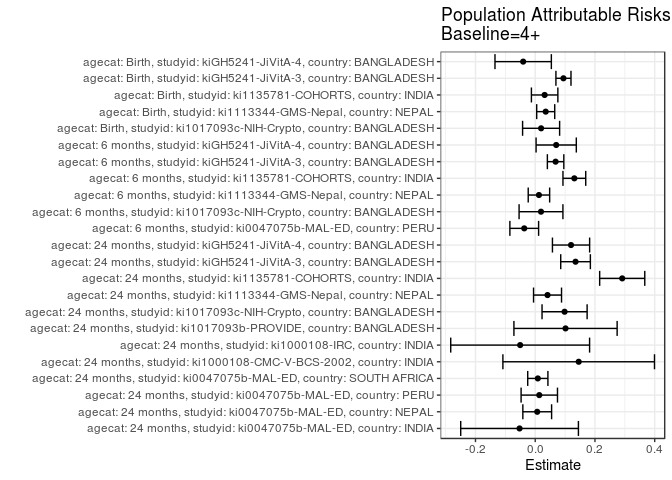 Population Attributable Risks
Baseline=4+
agecat: Birth, studyid: kiGH5241-JiVitA-4, country: BANGLADESH
agecat: Birth, studyid: kiGH5241-JiVitA-3, country: BANGLADESH
agecat: Birth, studyid: ki1135781-COHORTS, country: INDIA
agecat: Birth, studyid: ki1113344-GMS-Nepal, country: NEPAL
agecat: Birth, studyid: ki1017093c-NIH-Crypto, country: BANGLADESH
agecat: 6 months, studyid: kiGH5241-JiVitA-4, country: BANGLADESH
agecat: 6 months, studyid: kiGH5241-JiVitA-3, country: BANGLADESH
agecat: 6 months, studyid: ki1135781-COHORTS, country: INDIA
agecat: 6 months, studyid: ki1113344-GMS-Nepal, country: NEPAL
agecat: 6 months, studyid: ki1017093c-NIH-Crypto, country: BANGLADESH
agecat: 6 months, studyid: ki0047075b-MAL-ED, country: PERU
agecat: 24 months, studyid: kiGH5241-JiVitA-4, country: BANGLADESH
agecat: 24 months, studyid: kiGH5241-JiVitA-3, country: BANGLADESH
agecat: 24 months, studyid: ki1135781-COHORTS, country: INDIA
agecat: 24 months, studyid: ki1113344-GMS-Nepal, country: NEPAL
agecat: 24 months, studyid: ki1017093c-NIH-Crypto, country: BANGLADESH
agecat: 24 months, studyid: ki1017093b-PROVIDE, country: BANGLADESH
agecat: 24 months, studyid: ki1000108-IRC, country: INDIA
agecat: 24 months, studyid: ki1000108-CMC-V-BCS-2002, country: INDIA
agecat: 24 months, studyid: ki0047075b-MAL-ED, country: SOUTH AFRICA
agecat: 24 months, studyid: ki0047075b-MAL-ED, country: PERU
agecat: 24 months, studyid: ki0047075b-MAL-ED, country: NEPAL
agecat: 24 months, studyid: ki0047075b-MAL-ED, country: INDIA
-0.2 0.0 0.2 0.4
Estimate